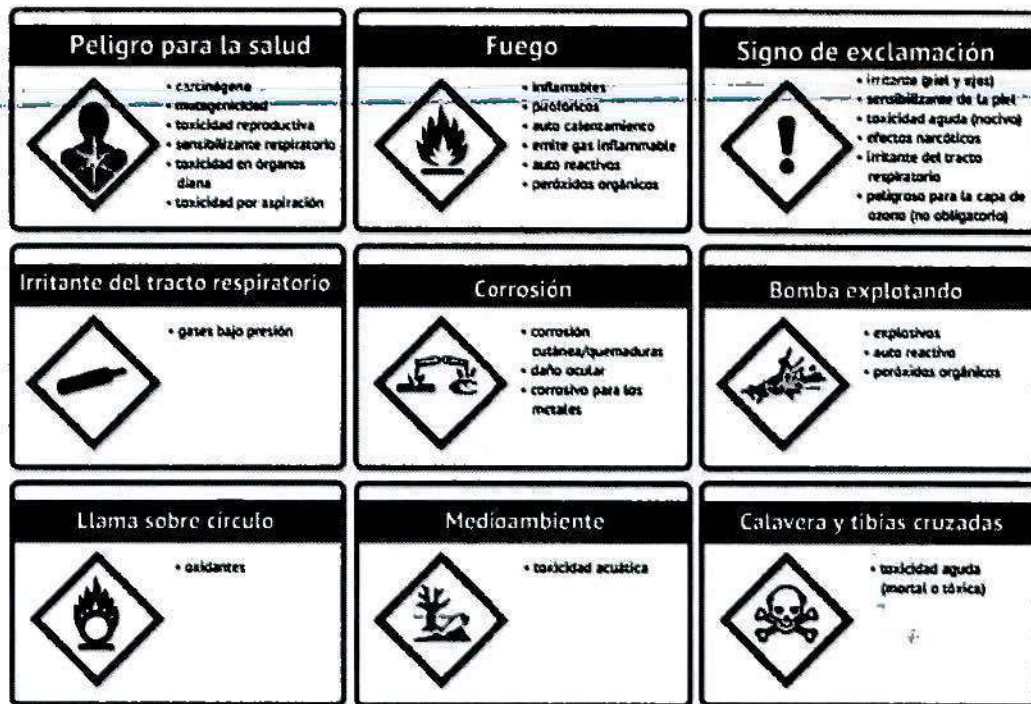 Peligro para la salud
• carcinógeno
• mutagenicidad
• toxicidad reproductiva
• sensibilizante respiratorio
• toxicidad en órganos
diana
• toxicidad por aspiración
Fuego
• inflamables
• pirofóricos
• auto calentamiento
• emite gas inflammable
• auto reactivos
• peróxidos orgánicos
Signo de exclamación
• irritante (piel y ojos)
• sensibilizante de la piel
• toxicidad aguda (nocivo)
• efectos narcóticos
• irritante del tracto
respiratorio
• peligroso para la capa de
ozono (no obligatorio)
Irritante del tracto respiratorio
• gases bajo presión
Corrosión
• corrosión
cutánea/quemaduras
• daño ocular
• corrosivo para los
metales
Bomba explotando
• explosivos
• auto reactivo
• peróxidos orgánicos
Llama sobre círculo
• oxidantes
Medioambiente
• toxicidad acuática
Calavera y tibias cruzadas
• toxicidad aguda
(mortal o tóxica)